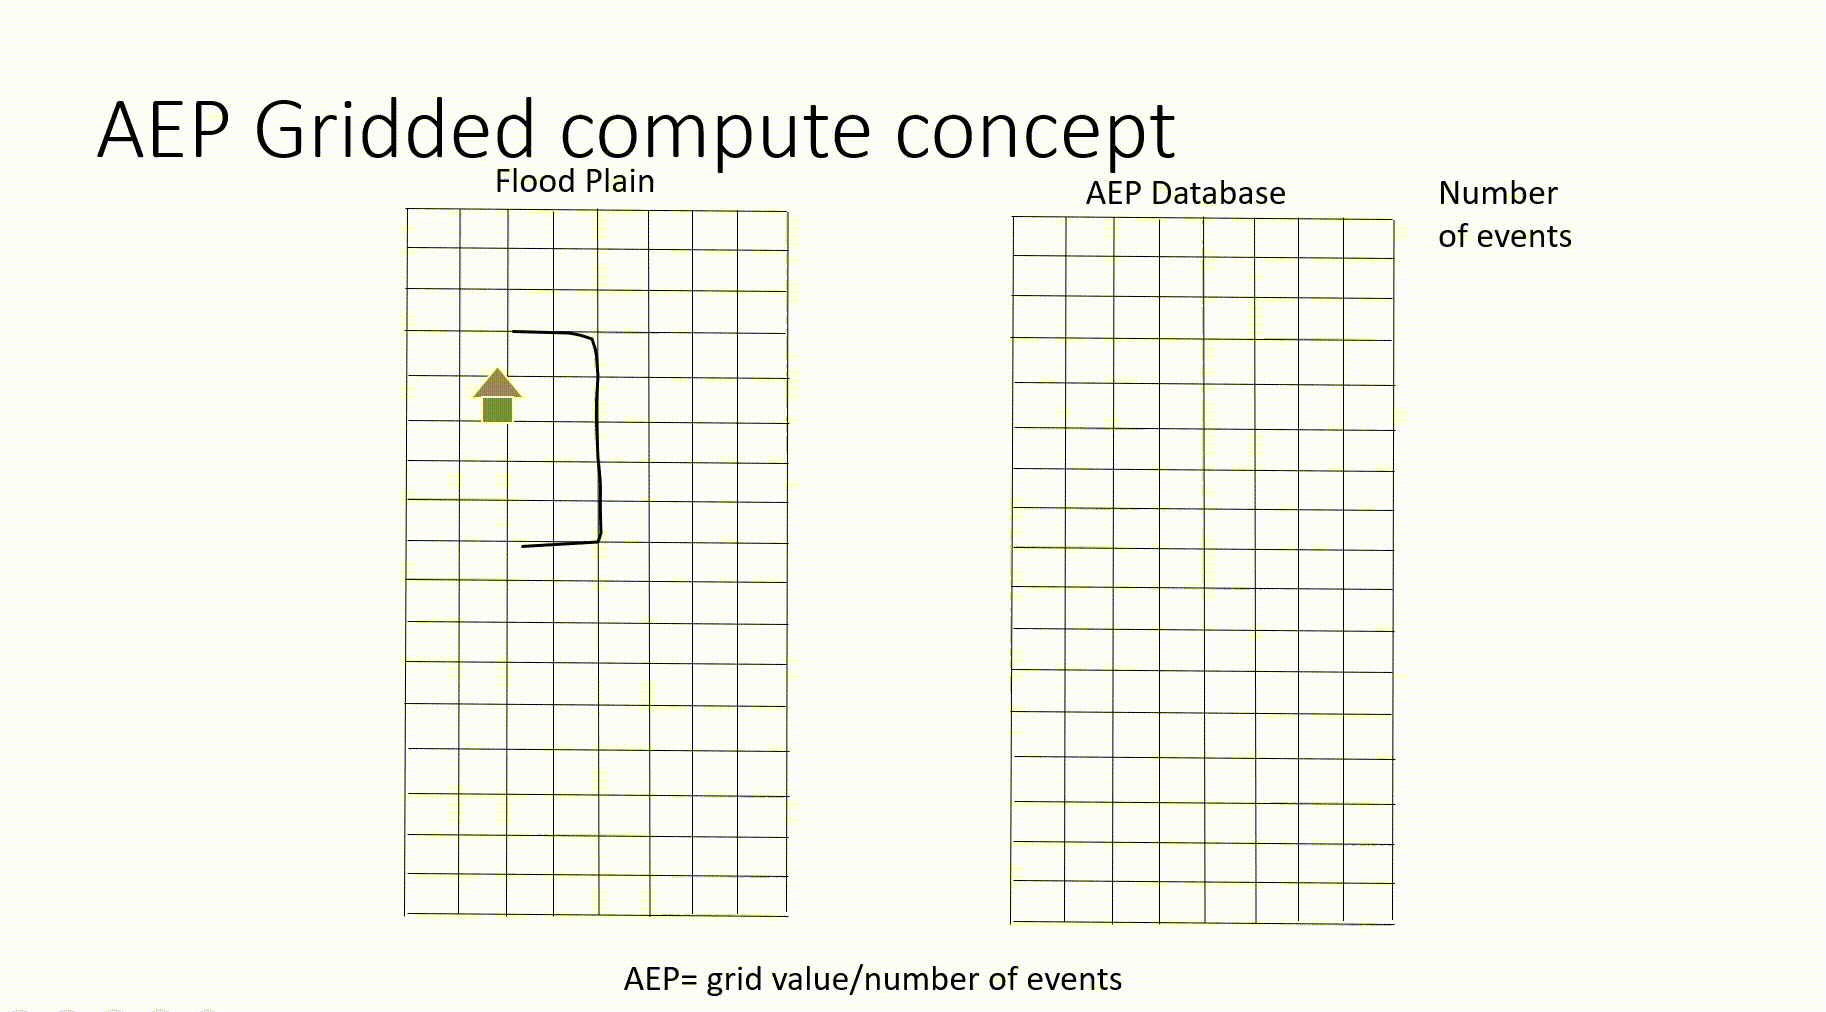 AEP Gridded compute concept
Flood Plain
AEP Database
Number
of events
AEP= grid value/number of events